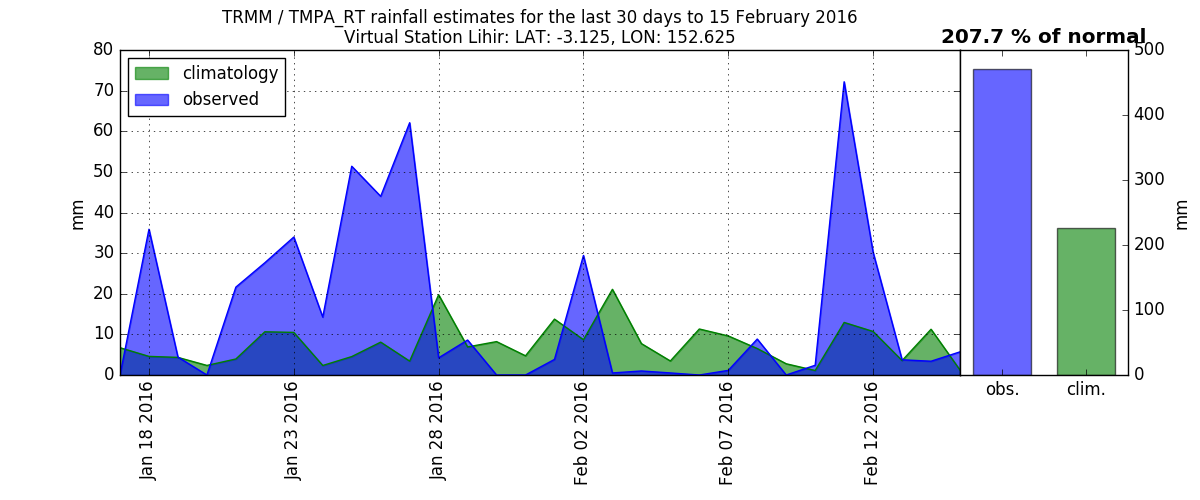 TRMM / TMPA_RT rainfall estimates for the last 30 days to 15 February 2016
Virtual Station Lihir: LAT: -3.125, LON: 152.625
207.7 % of normal
climatology
observed
80
70
60
50
40
30
20
10
0
mm
Jan 18 2016
Jan 23 2016
Jan 28 2016
Feb 02 2016
Feb 07 2016
Feb 12 2016
500
400
300
200
100
0
mm
obs.
clim.